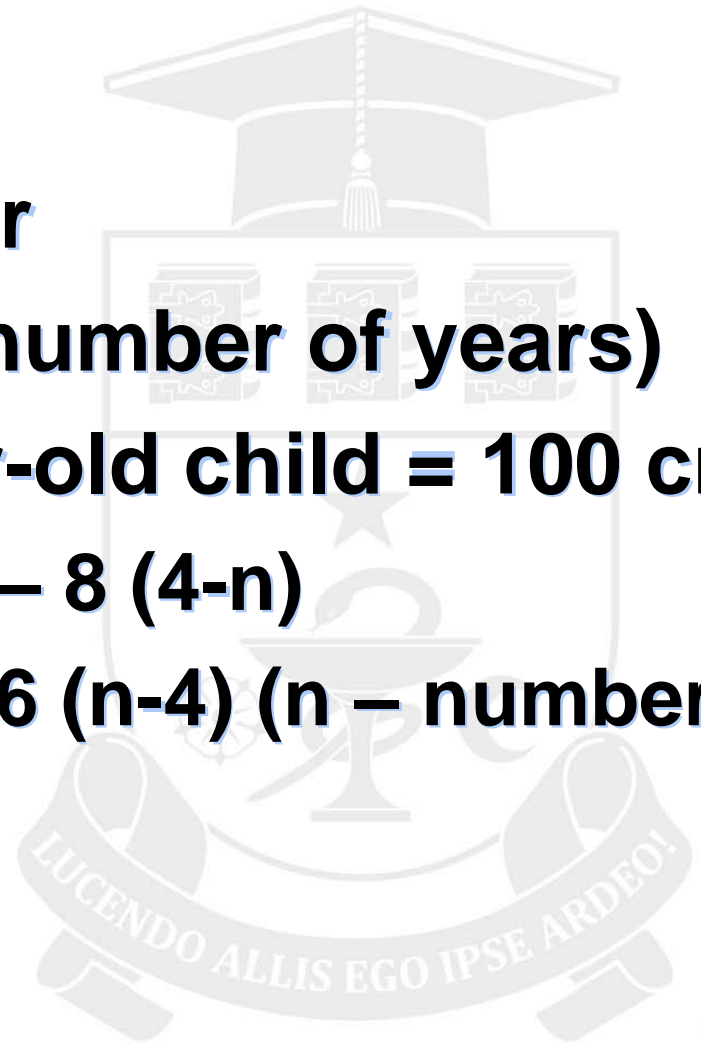 r
number of years)
r-old child = 100 c
– 8 (4-n)
6 (n-4) (n – number
LUCENDO ALLIS EGO IPSE ARDEO!